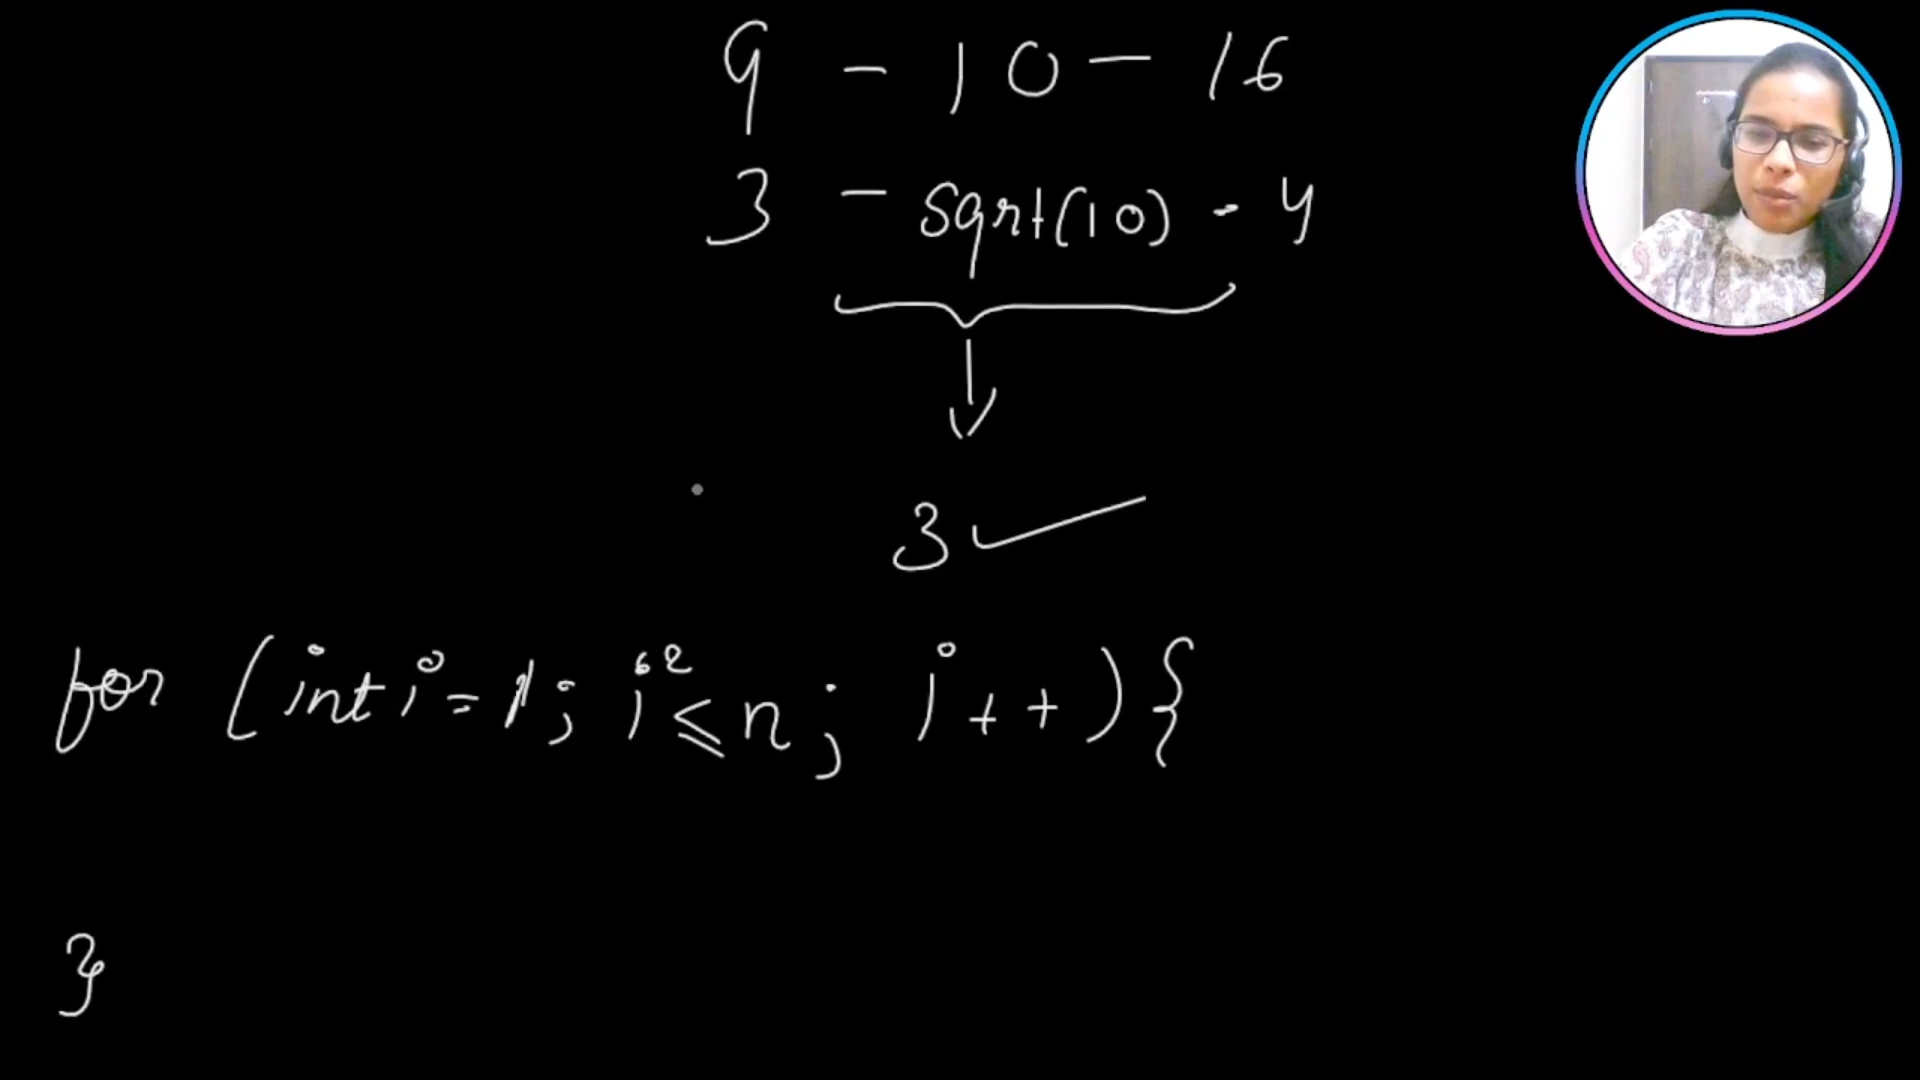 9 - 10 - 16
3 - sqrt(10) - 4
3
for (int i = 1; i² ≤ n; i++) {
}